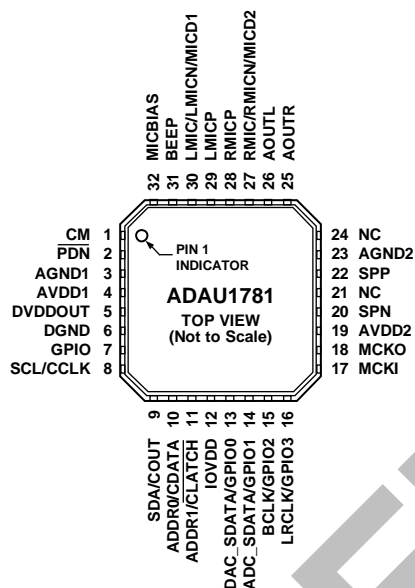 32 MICBIAS
31 BEEP
30 LMIC/LMICN/MICD1
29 LMICP
28 RMICP
27 RMIC/RMICN/MICD2
26 AOUTL
25 AOUTR
CM 1
PDN 2
AGND1 3
AVDD1 4
DVDDOUT 5
DGND 6
GPIO 7
SCL/CCLK 8
PIN 1
INDICATOR
ADAU1781
TOP VIEW
(Not to Scale)
24 NC
23 AGND2
22 SPP
21 NC
20 SPN
19 AVDD2
18 MCKO
17 MCKI
SDA/COUT 9
ADDR0/CDATA 10
ADDR1/CLATCH 11
IOVDD 12
DAC_SDATA/GPIO0 13
ADC_SDATA/GPIO1 14
BCLK/GPIO2 15
LRCLK/GPIO3 16